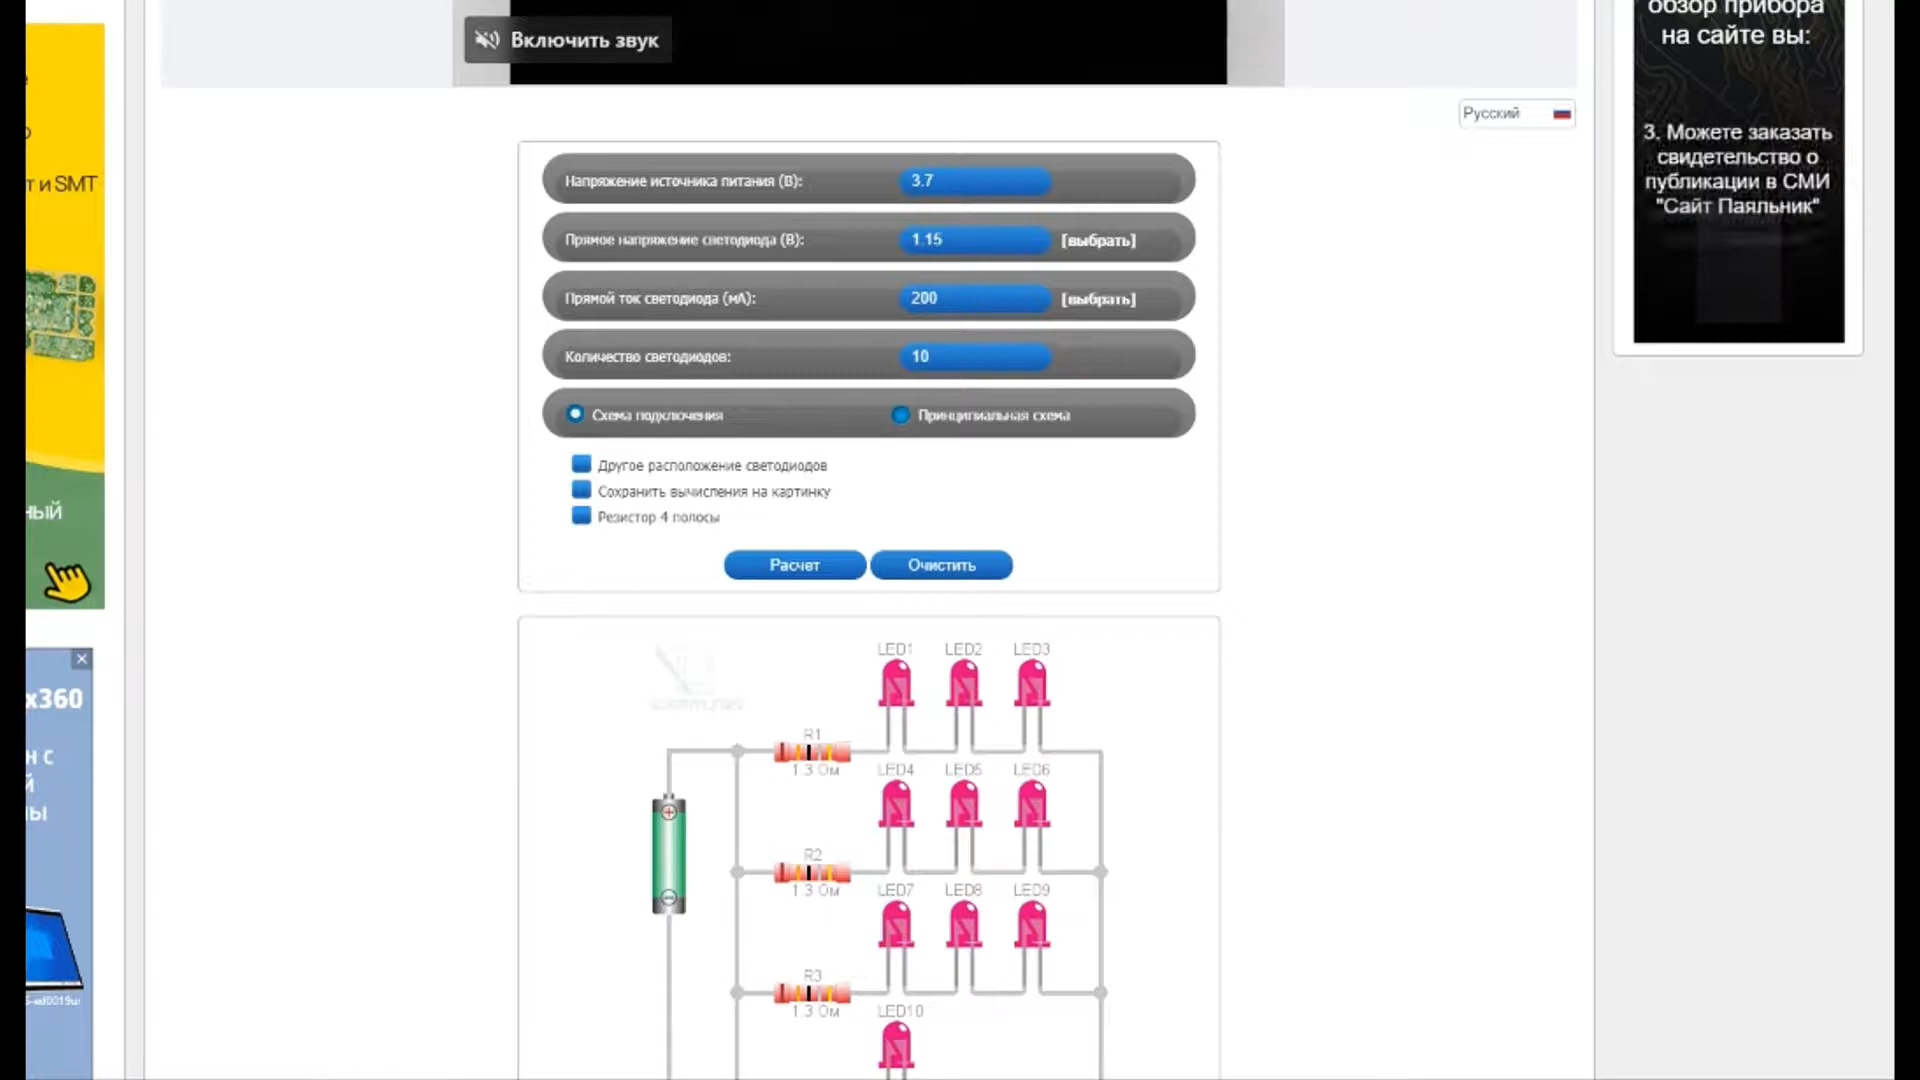 Включить звук
обзор прибора
на сайте вы:
Русский
3. Можете заказать
свидетельство о
публикации в СМИ
"Сайт Паяльник"
т и SMT
ный
x360
н с
й
ны
Напряжение источника питания (В): 3.7
Прямое напряжение светодиода (В): 1.15 [выбрать]
Прямой ток светодиода (мА): 200 [выбрать]
Количество светодиодов: 10
Схема подключения Принципиальная схема
Другое расположение светодиодов
Сохранить вычисления на картинку
Резистор 4 полосы
Расчет Очистить
LED1 LED2 LED3
R1
1.3 Ом
LED4 LED5 LED6
R2
1.3 Ом
LED7 LED8 LED9
R3
1.3 Ом
LED10